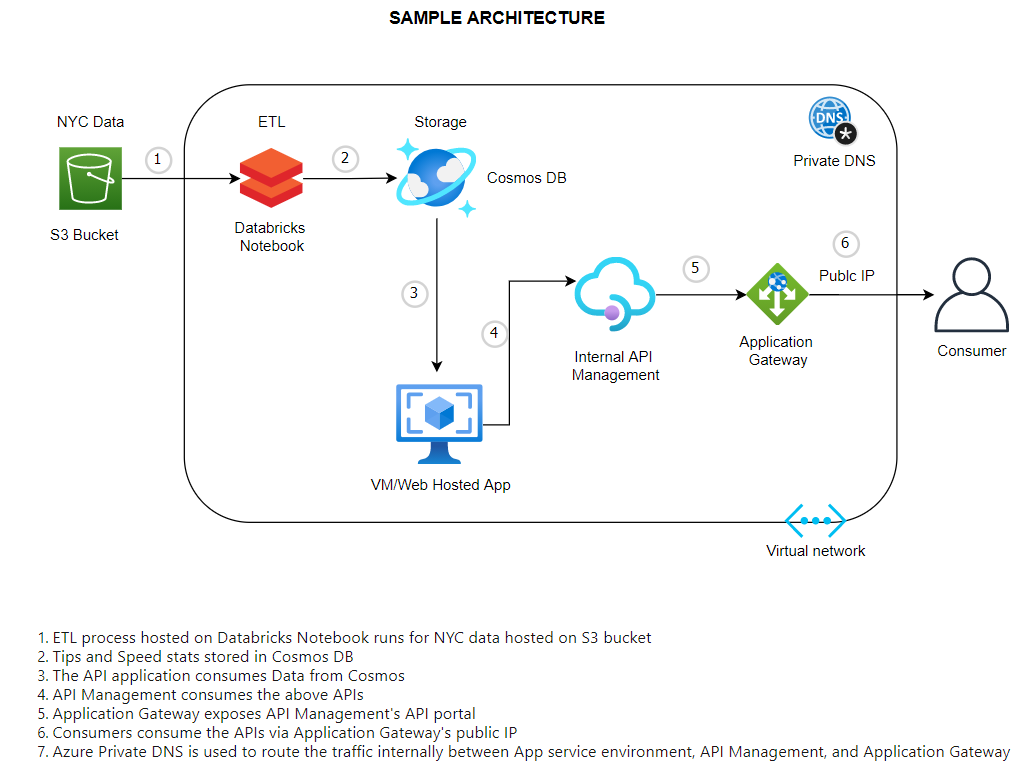 SAMPLE ARCHITECTURE
NYC Data
ETL
Storage
DNS
*
Private DNS
1
2
Cosmos DB
S3 Bucket
Databricks
Notebook
6
5
Publc IP
3
4
Application
Gateway
Consumer
Internal API
Management
VM/Web Hosted App
Virtual network
1. ETL process hosted on Databricks Notebook runs for NYC data hosted on S3 bucket
2. Tips and Speed stats stored in Cosmos DB
3. The API application consumes Data from Cosmos
4. API Management consumes the above APIs
5. Application Gateway exposes API Management's API portal
6. Consumers consume the APIs via Application Gateway's public IP
7. Azure Private DNS is used to route the traffic internally between App service environment, API Management, and Application Gateway